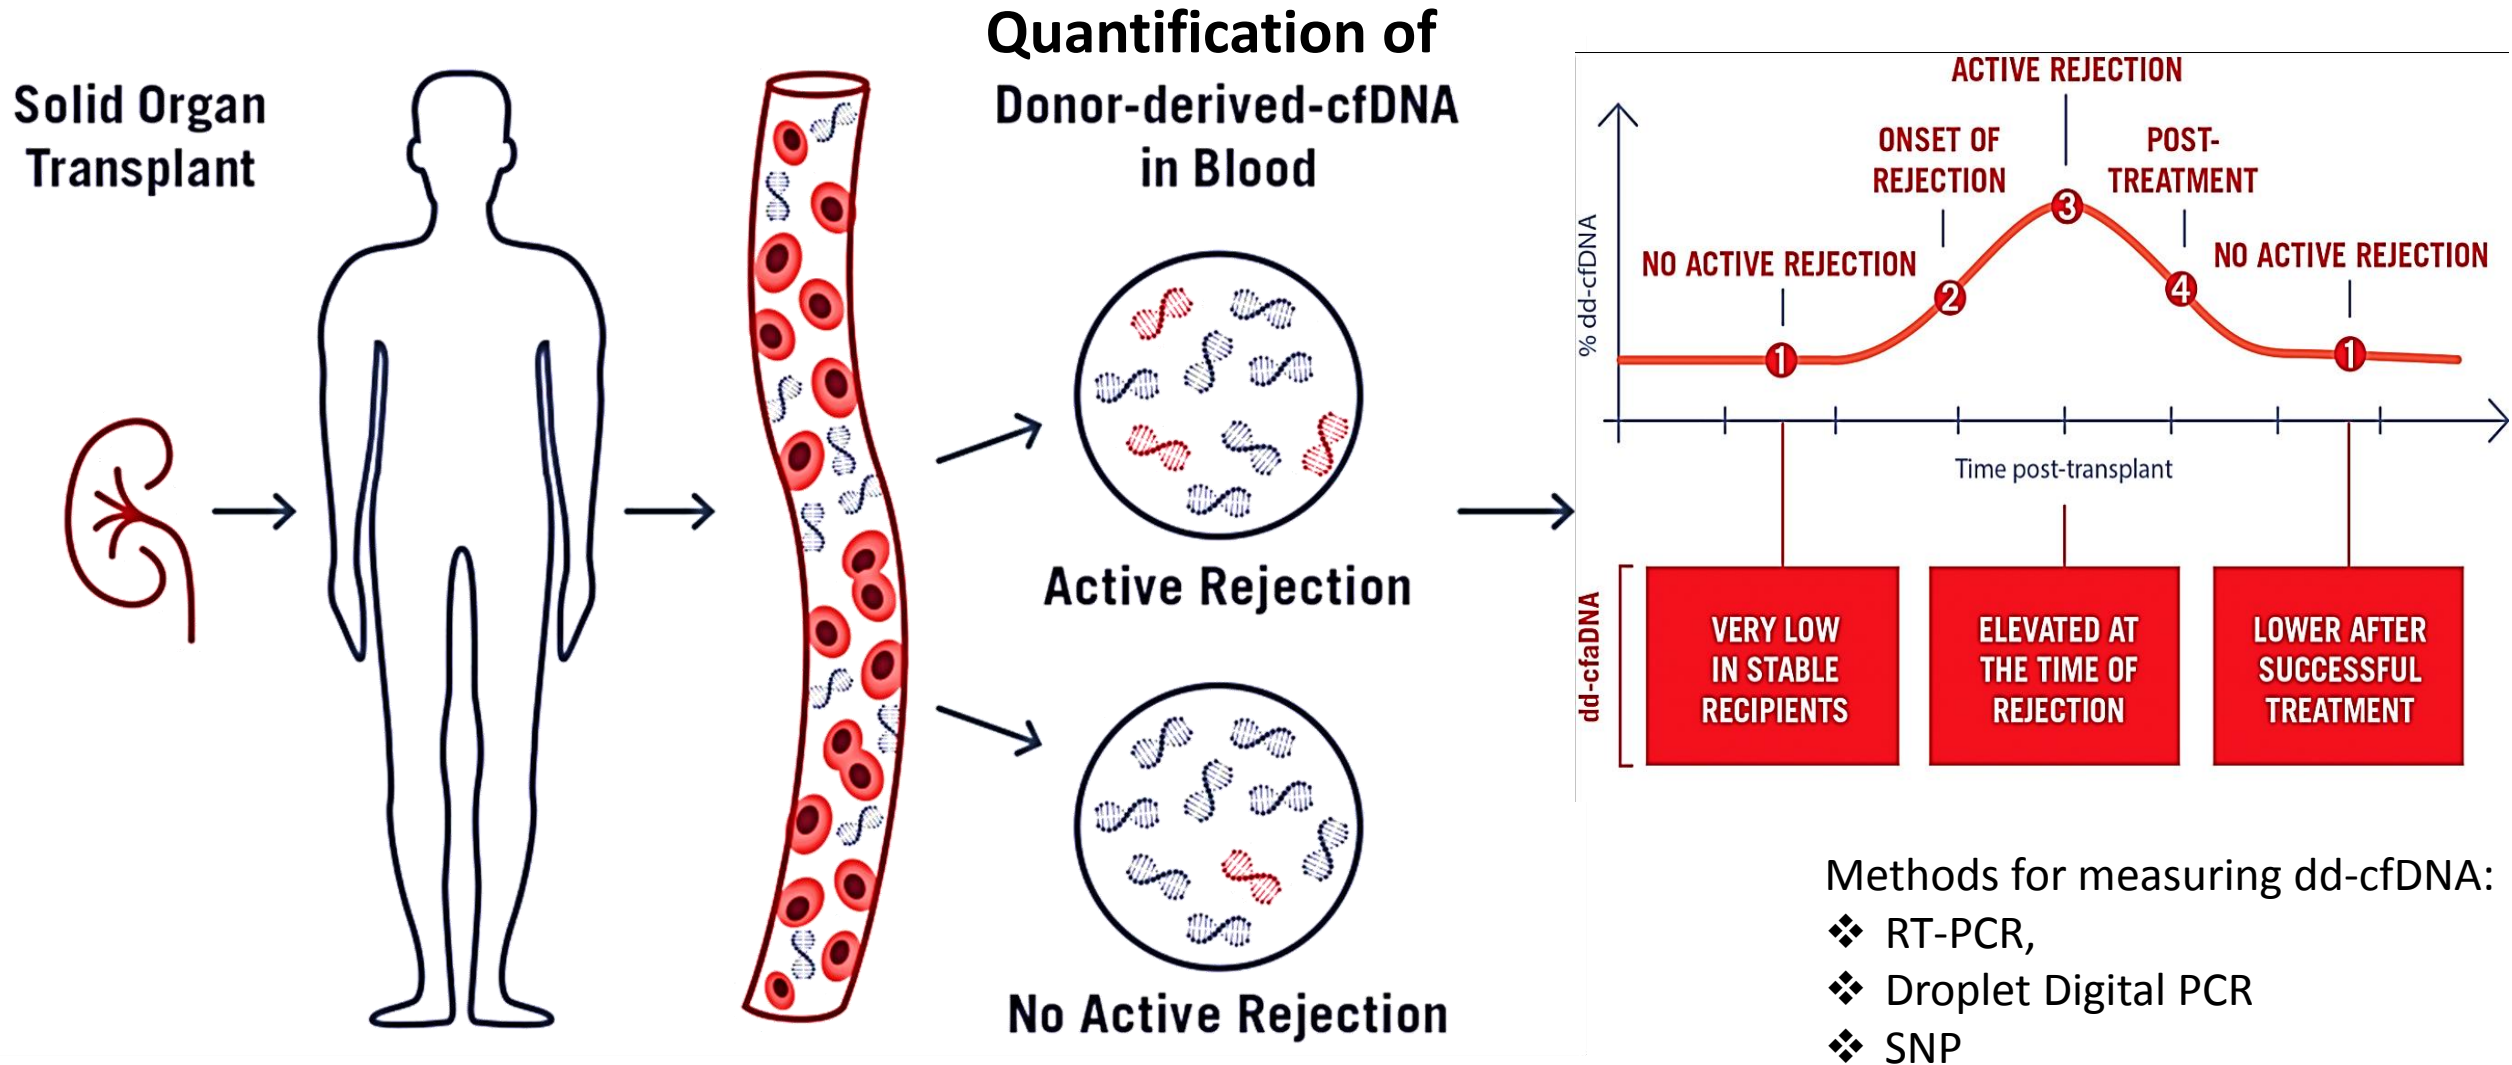 Quantification of
Donor-derived-cfDNA
in Blood
Solid Organ
Transplant
Active Rejection
No Active Rejection
ACTIVE REJECTION
ONSET OF
REJECTION
POST-
TREATMENT
NO ACTIVE REJECTION
NO ACTIVE REJECTION
% dd-cfDNA
1
2
3
4
1
Time post-transplant
dd-cfaDNA
VERY LOW
IN STABLE
RECIPIENTS
ELEVATED AT
THE TIME OF
REJECTION
LOWER AFTER
SUCCESSFUL
TREATMENT
Methods for measuring dd-cfDNA:
❖ RT-PCR,
❖ Droplet Digital PCR
❖ SNP